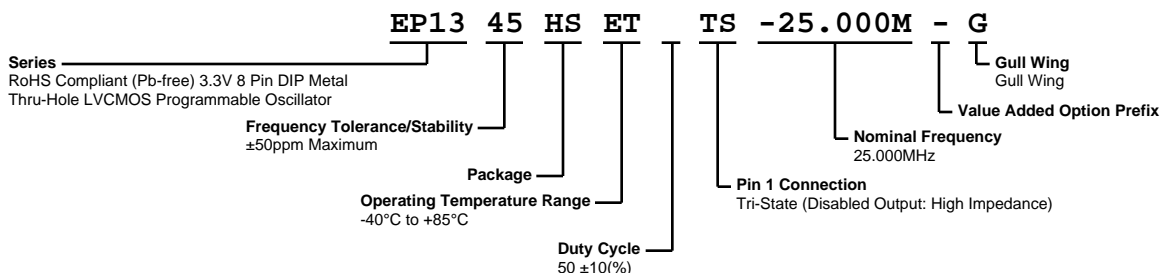 EP13 45 HS ET TS -25.000M - G
Series
RoHS Compliant (Pb-free) 3.3V 8 Pin DIP Metal
Thru-Hole LVCMOS Programmable Oscillator
Gull Wing
Gull Wing
Value Added Option Prefix
Frequency Tolerance/Stability
±50ppm Maximum
Nominal Frequency
25.000MHz
Package
Pin 1 Connection
Tri-State (Disabled Output: High Impedance)
Operating Temperature Range
-40°C to +85°C
Duty Cycle
50 ±10(%)